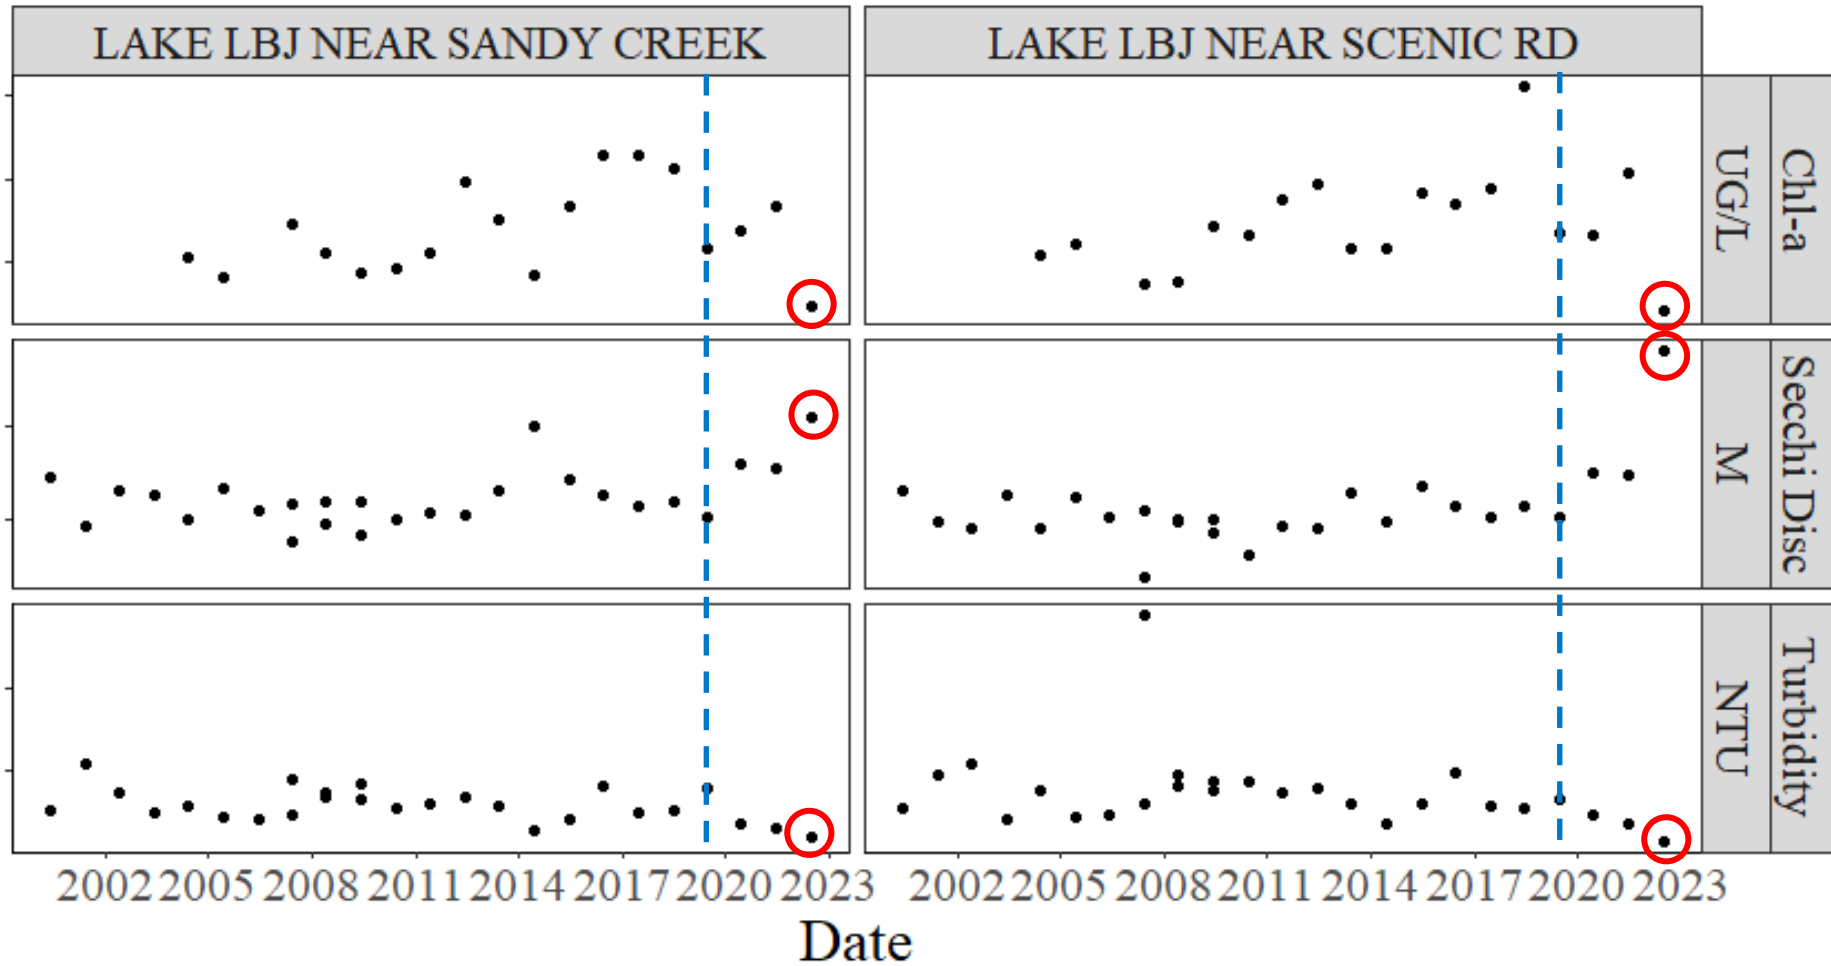 LAKE LBJ NEAR SANDY CREEK
LAKE LBJ NEAR SCENIC RD
Chl-a
UG/L
Secchi Disc
M
Turbidity
NTU
2002 2005 2008 2011 2014 2017 2020 2023
2002 2005 2008 2011 2014 2017 2020 2023
Date